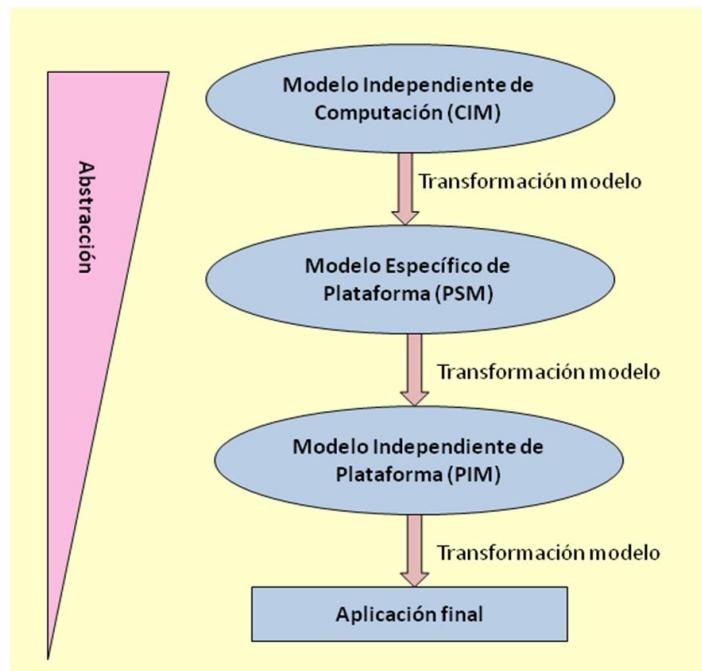 Modelo Independiente de
Computación (CIM)
Transformación modelo
Abstracción
Modelo Específico de
Plataforma (PSM)
Transformación modelo
Modelo Independiente de
Plataforma (PIM)
Transformación modelo
Aplicación final